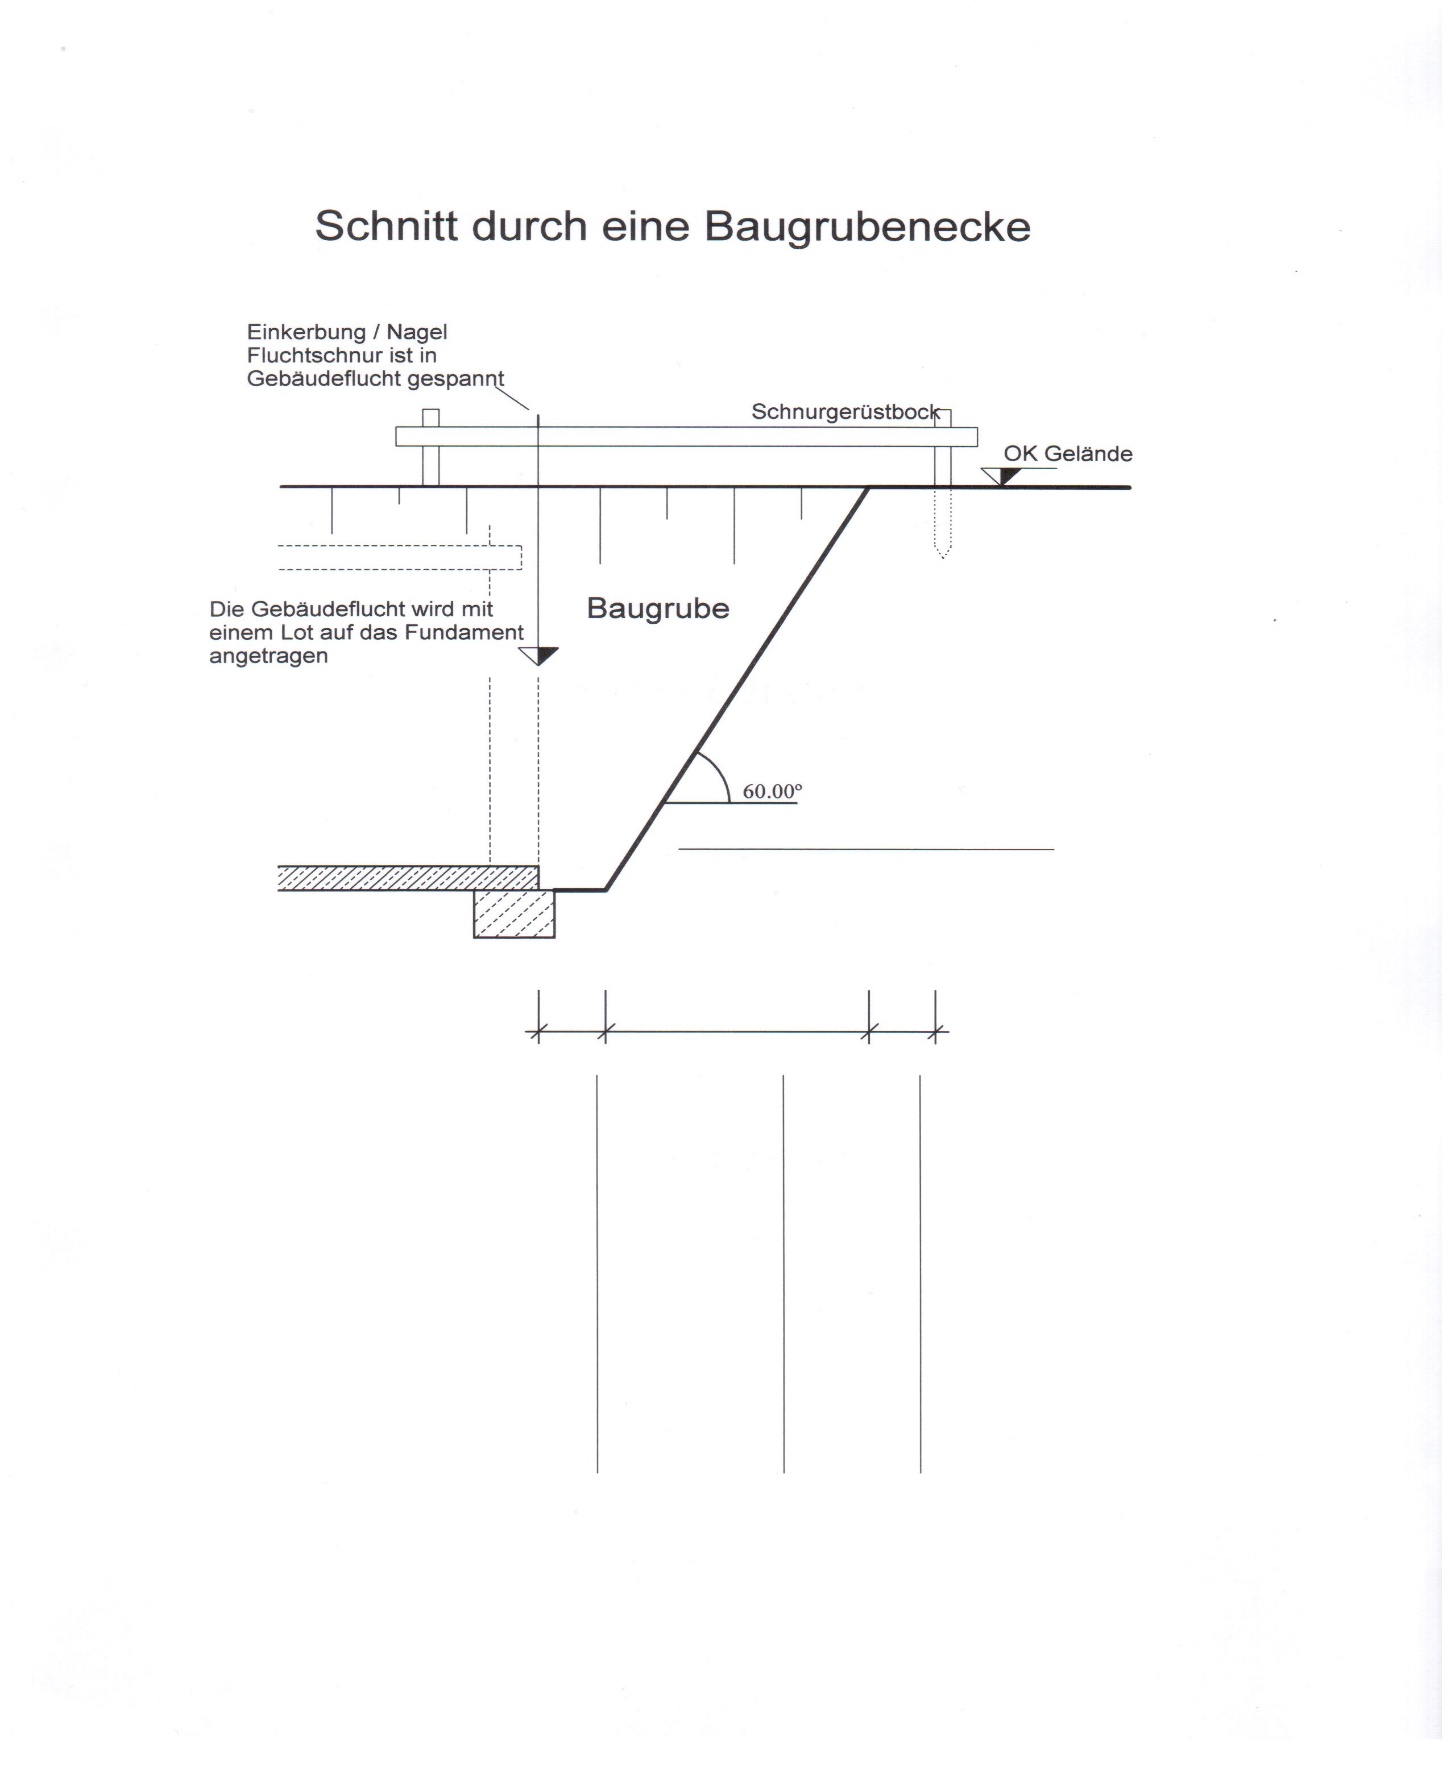 Schnitt durch eine Baugrubenecke
Einkerbung / Nagel
Fluchtschnur ist in
Gebäudeflucht gespannt
Schnurgerüstbock
OK Gelände
Die Gebäudeflucht wird mit
einem Lot auf das Fundament
angetragen
Baugrube
60.00°